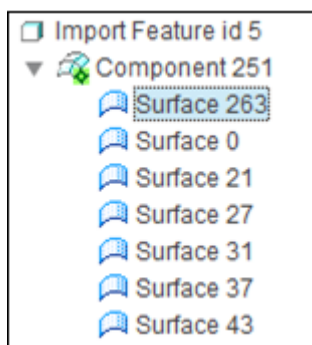 Import Feature id 5
Component 251
Surface 263
Surface 0
Surface 21
Surface 27
Surface 31
Surface 37
Surface 43